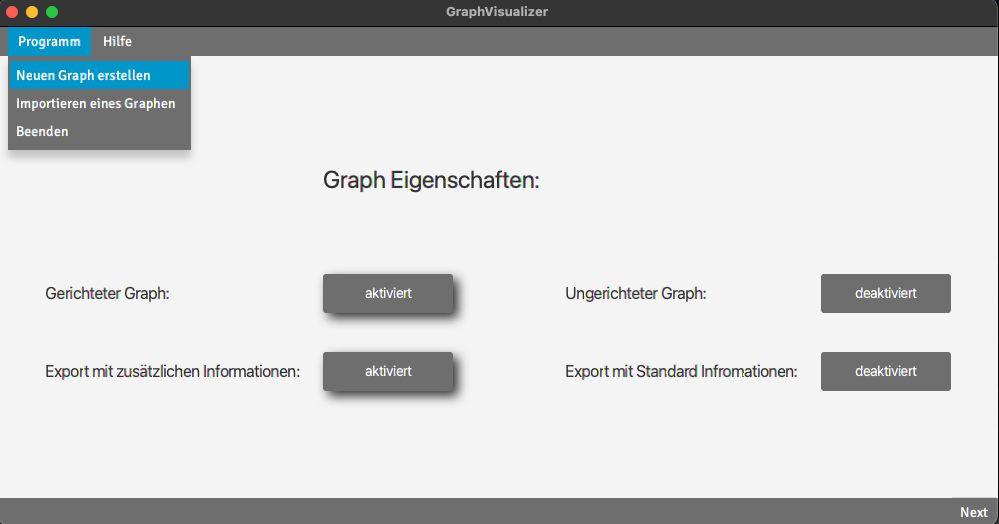 GraphVisualizer
Programm Hilfe
Neuen Graph erstellen
Importieren eines Graphen
Beenden
Graph Eigenschaften:
Gerichteter Graph: aktiviert Ungerichteter Graph: deaktiviert
Export mit zusätzlichen Informationen: aktiviert Export mit Standard Infromationen: deaktiviert
Next